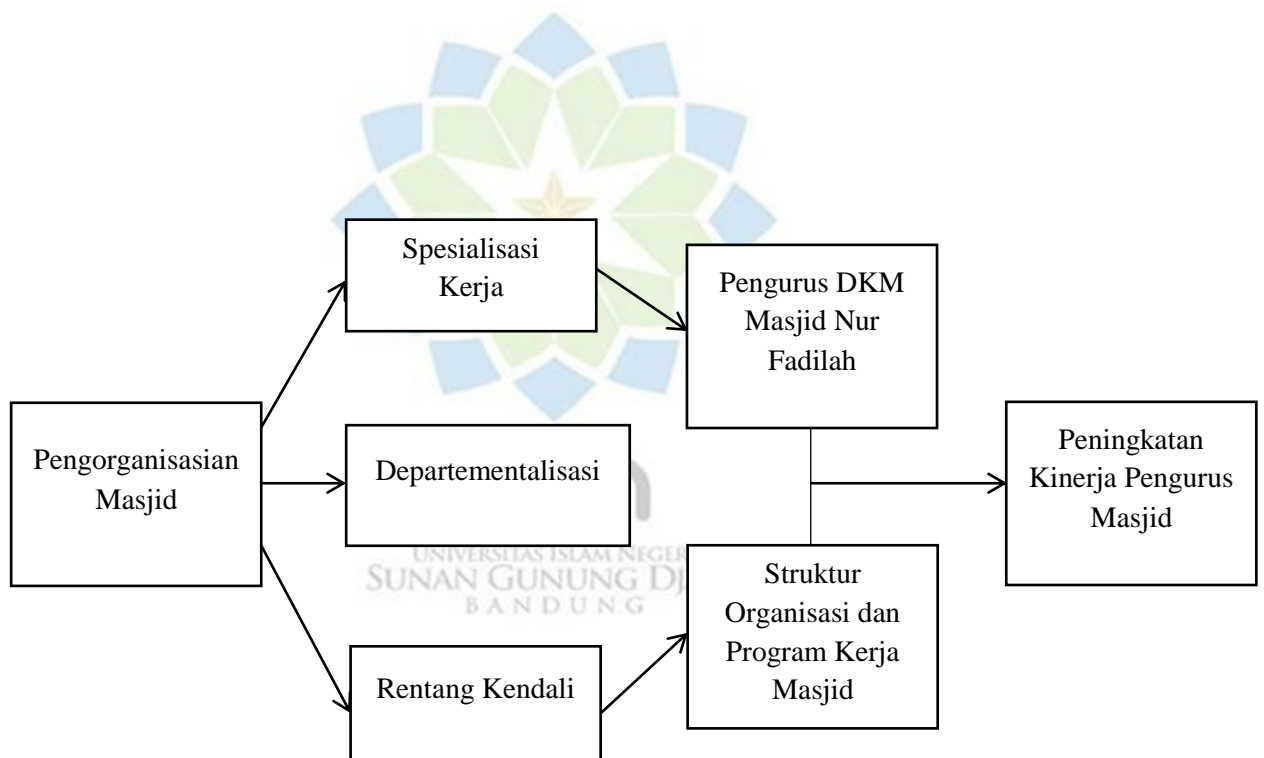 Spesialisasi
Kerja
Pengurus DKM
Masjid Nur
Fadilah
Pengorganisasian
Masjid
Departementalisasi
Peningkatan
Kinerja Pengurus
Masjid
UNIVERSITAS ISLAM NEGER
SUNAN GUNUNG DJ
BANDUNG
Struktur
Organisasi dan
Program Kerja
Masjid
Rentang Kendali